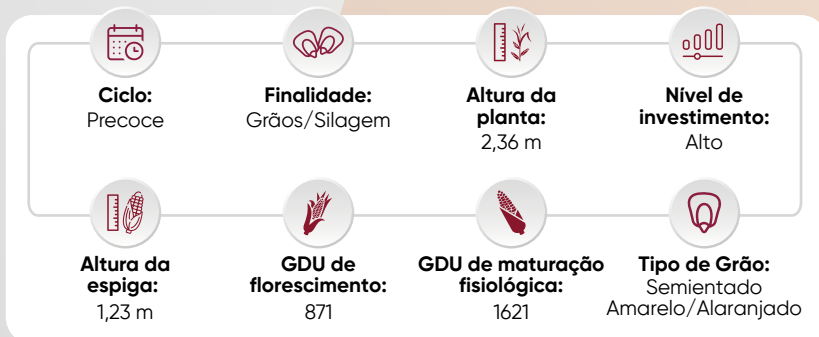 Ciclo:
Precoce
Finalidade:
Grãos/Silagem
Altura da
planta:
2,36 m
Nível de
investimento:
Alto
Altura da
espiga:
1,23 m
GDU de
florescimento:
871
GDU de maturação
fisiológica:
1621
Tipo de Grão:
Semientado
Amarelo/Alaranjado